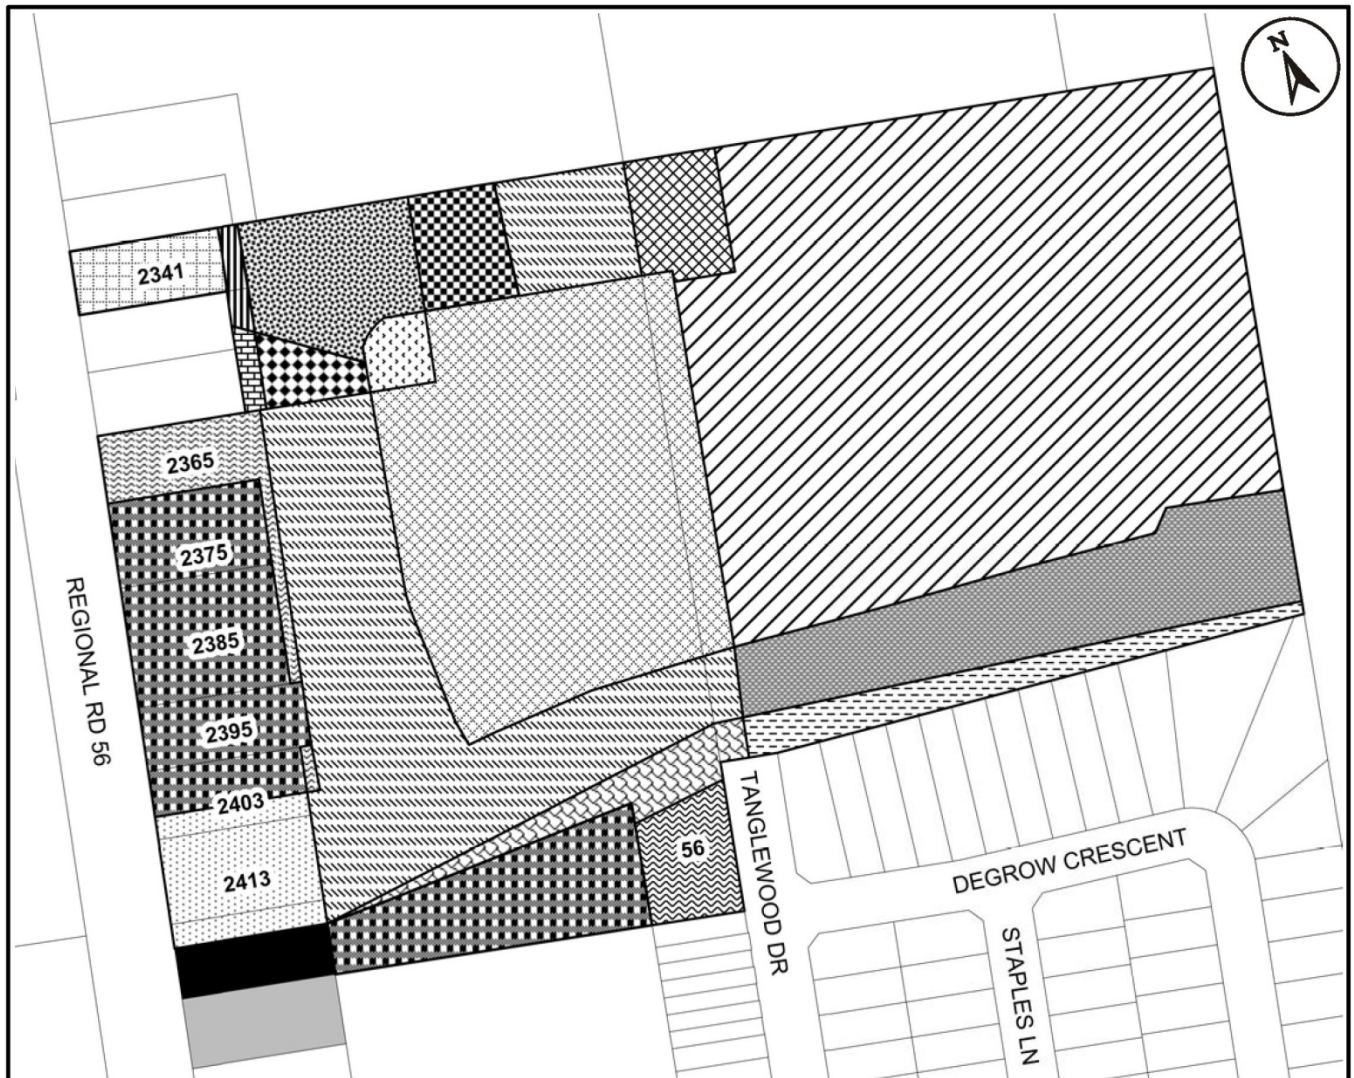 N
2341
2365
2375
2385
2395
2403
2413
REGIONAL RD 56
56
TANGLEWOOD DR
DEGROW CRESCENT
STAPLES LN